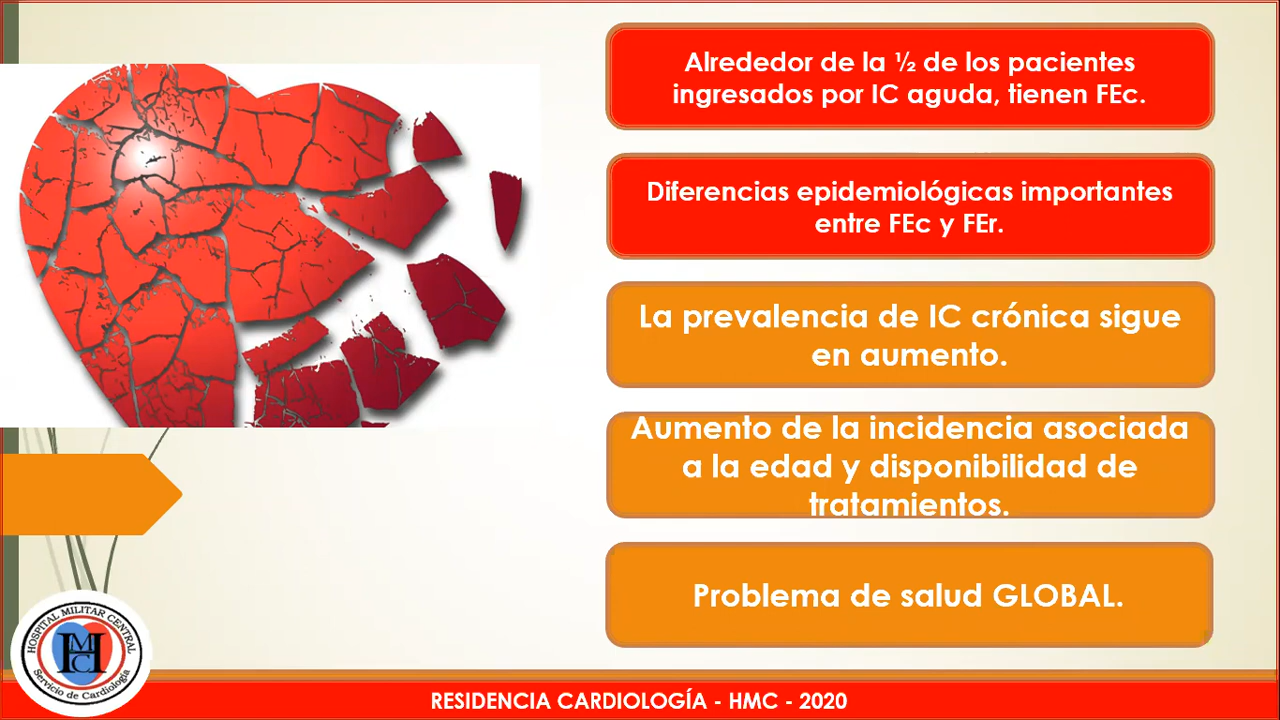 Alrededor de la ½ de los pacientes
ingresados por IC aguda, tienen FEc.
Diferencias epidemiológicas importantes
entre FEc y FEr.
La prevalencia de IC crónica sigue
en aumento.
Aumento de la incidencia asociada
a la edad y disponibilidad de
tratamientos.
Problema de salud GLOBAL.
HOSPITAL MILITAR CENTRAL
HMC
Servicio de Cardiología
RESIDENCIA CARDIOLOGÍA - HMC - 2020